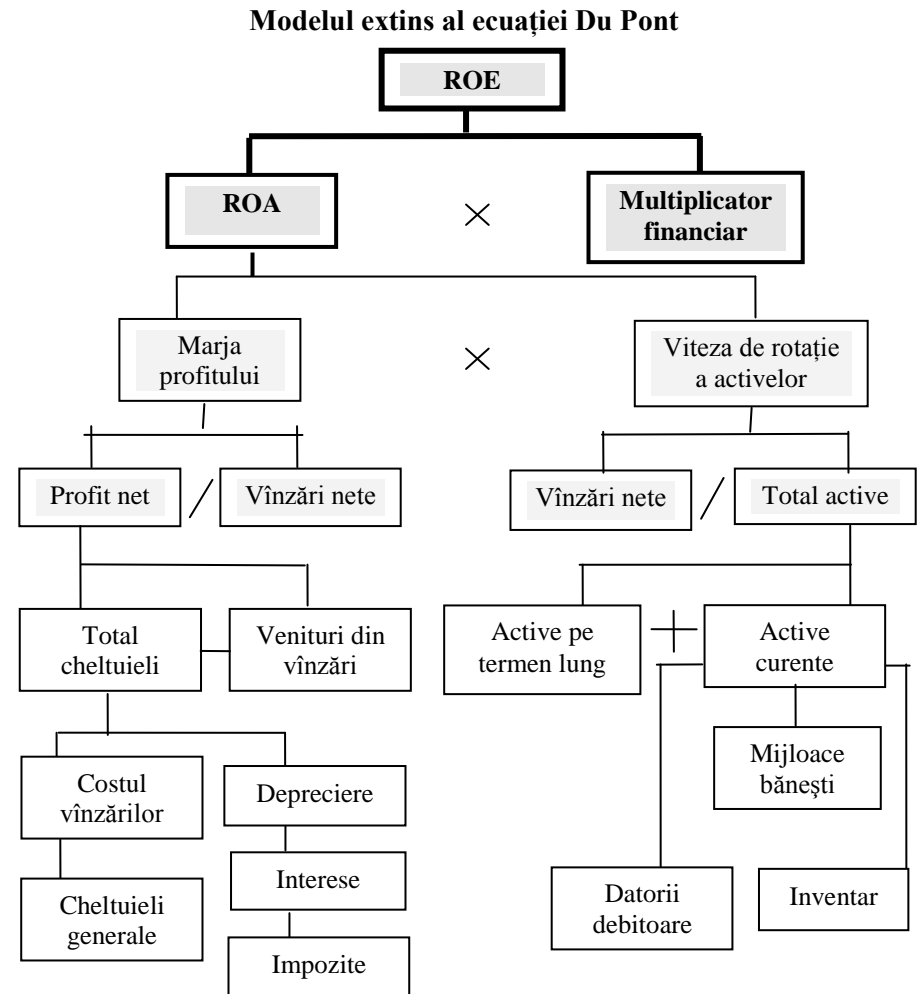 Modelul extins al ecuației Du Pont
ROE
ROA
Multiplicator
financiar
Marja
profitului
Viteza de rotație
a activelor
Profit net
Vînzări nete
Vînzări nete
Total active
Total
cheltuieli
Venituri din
vînzări
Active pe
termen lung
Active
curente
Costul
vînzărilor
Depreciere
Mijloace
băneşti
Cheltuieli
generale
Interese
Datorii
debitoare
Inventar
Impozite